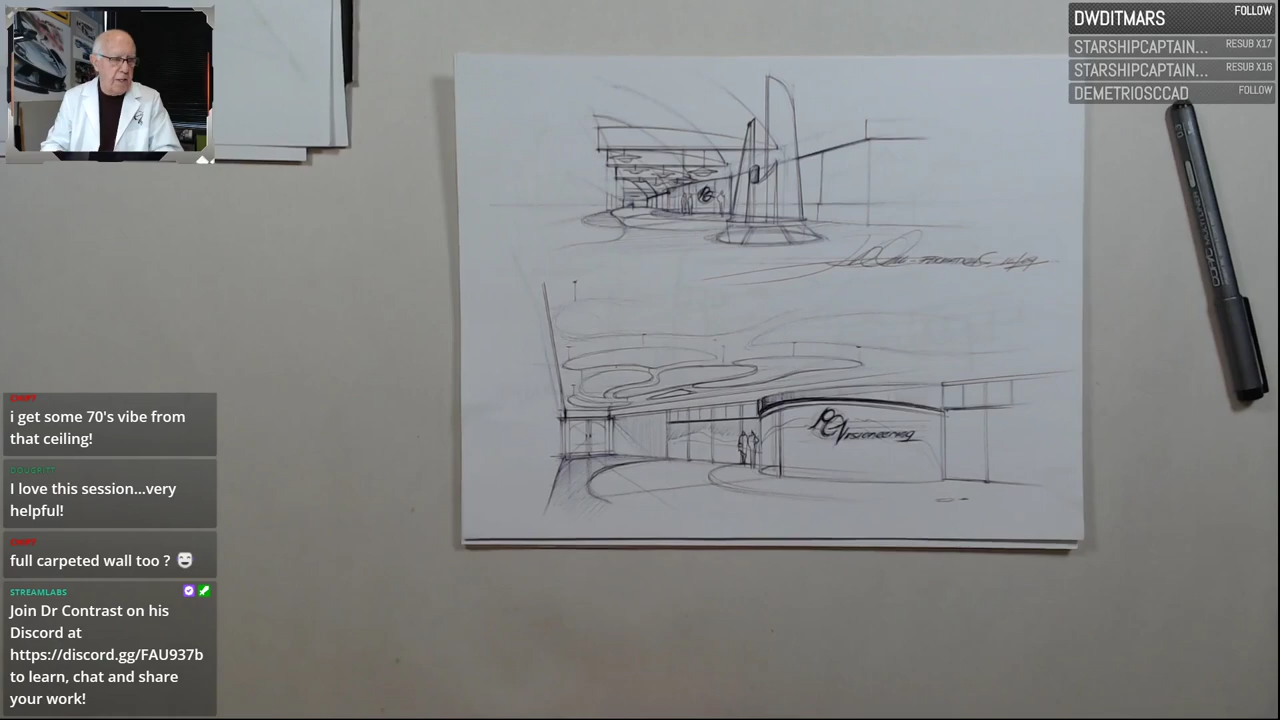 DWDITMARS FOLLOW
STARSHIPCAPTAIN... RESUB X17
STARSHIPCAPTAIN... RESUB X16
DEMETRIOSCCAD FOLLOW
i get some 70's vibe from
that ceiling!
DOUGRITT
I love this session...very
helpful!
full carpeted wall too ?
STREAMLABS
Join Dr Contrast on his
Discord at
https://discord.gg/FAU937b
to learn, chat and share
your work!
Visioneering